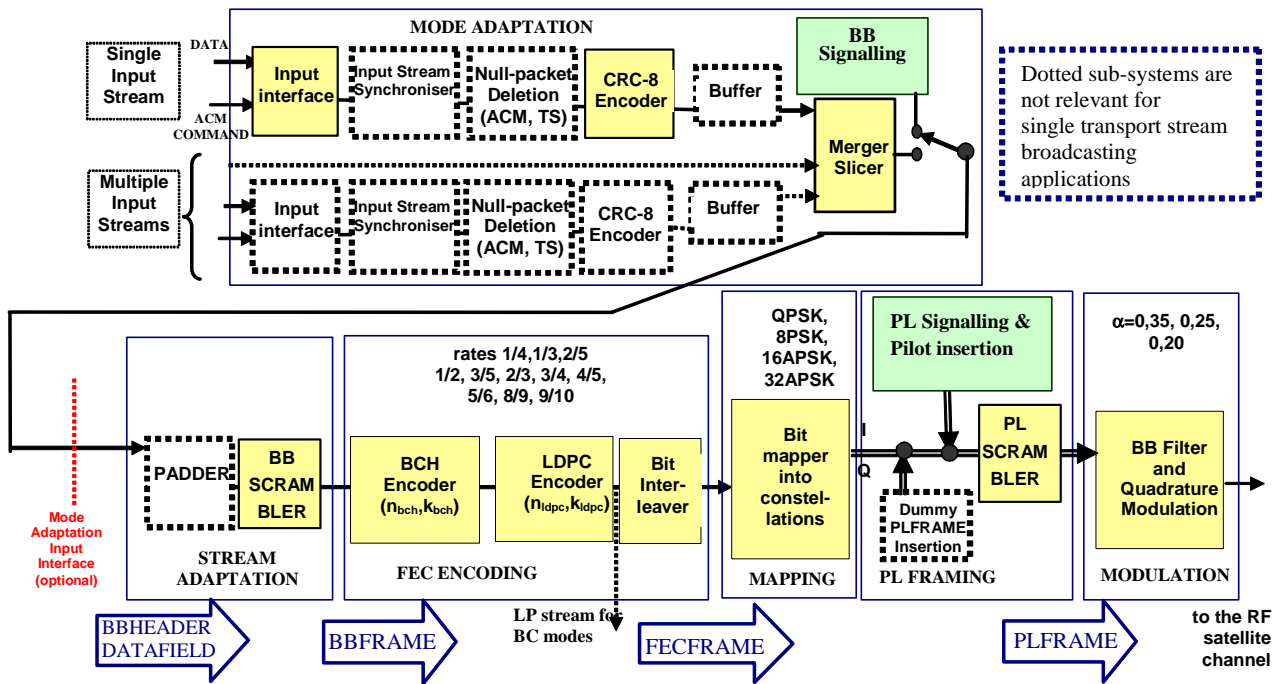 MODE ADAPTATION
Single
Input
Stream
DATA
ACM
COMMAND
Input
interface
Input Stream
Synchroniser
Null-packet
Deletion
(ACM, TS)
CRC-8
Encoder
Buffer
BB
Signalling
Merger
Slicer
Dotted sub-systems are
not relevant for
single transport stream
broadcasting
applications
Multiple
Input
Streams
Input
interface
Input Stream
Synchroniser
Null-packet
Deletion
(ACM, TS)
CRC-8
Encoder
Buffer
Mode
Adaptation
Input
Interface
(optional)
PADDER
BB
SCRAM
BLER
STREAM
ADAPTATION
rates 1/4,1/3,2/5
1/2, 3/5, 2/3, 3/4, 4/5,
5/6, 8/9, 9/10
BCH
Encoder
(nbch,kbch)
LDPC
Encoder
(nldpc,kldpc)
Bit
Inter-
leaver
FEC ENCODING
LP stream for
BC modes
QPSK,
8PSK,
16APSK,
32APSK
Bit
mapper
into
constel-
lations
MAPPING
I
Q
PL Signalling &
Pilot insertion
Dummy
PLFRAME
Insertion
PL
SCRAM
BLER
PL FRAMING
α=0,35, 0,25,
0,20
BB Filter
and
Quadrature
Modulation
MODULATION
BBHEADER
DATAFIELD
BBFRAME
FECFRAME
PLFRAME
to the RF
satellite
channel